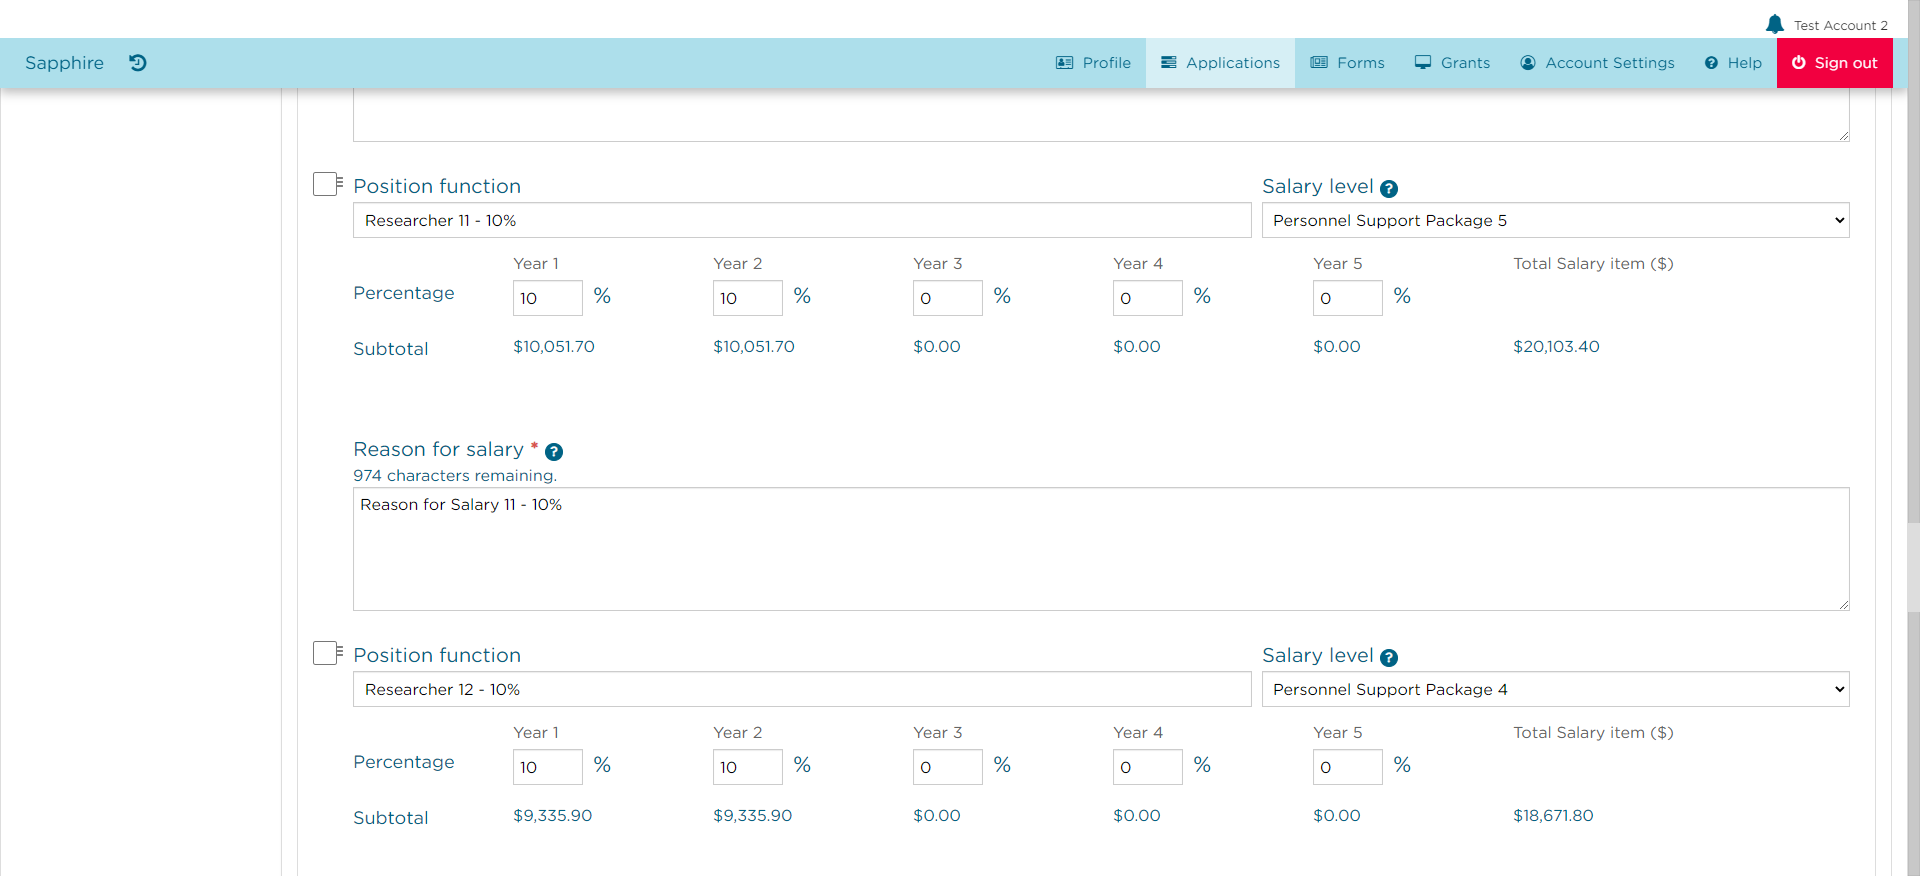 Test Account 2
Sapphire Profile Applications Forms Grants Account Settings Help Sign out
Position function Salary level ?
Researcher 11 - 10% Personnel Support Package 5
Year 1 Year 2 Year 3 Year 4 Year 5 Total Salary item ($)
Percentage 10 % 10 % 0 % 0 % 0 %
Subtotal $10,051.70 $10,051.70 $0.00 $0.00 $0.00 $20,103.40
Reason for salary * ?
974 characters remaining.
Reason for Salary 11 - 10%
Position function Salary level ?
Researcher 12 - 10% Personnel Support Package 4
Year 1 Year 2 Year 3 Year 4 Year 5 Total Salary item ($)
Percentage 10 % 10 % 0 % 0 % 0 %
Subtotal $9,335.90 $9,335.90 $0.00 $0.00 $0.00 $18,671.80